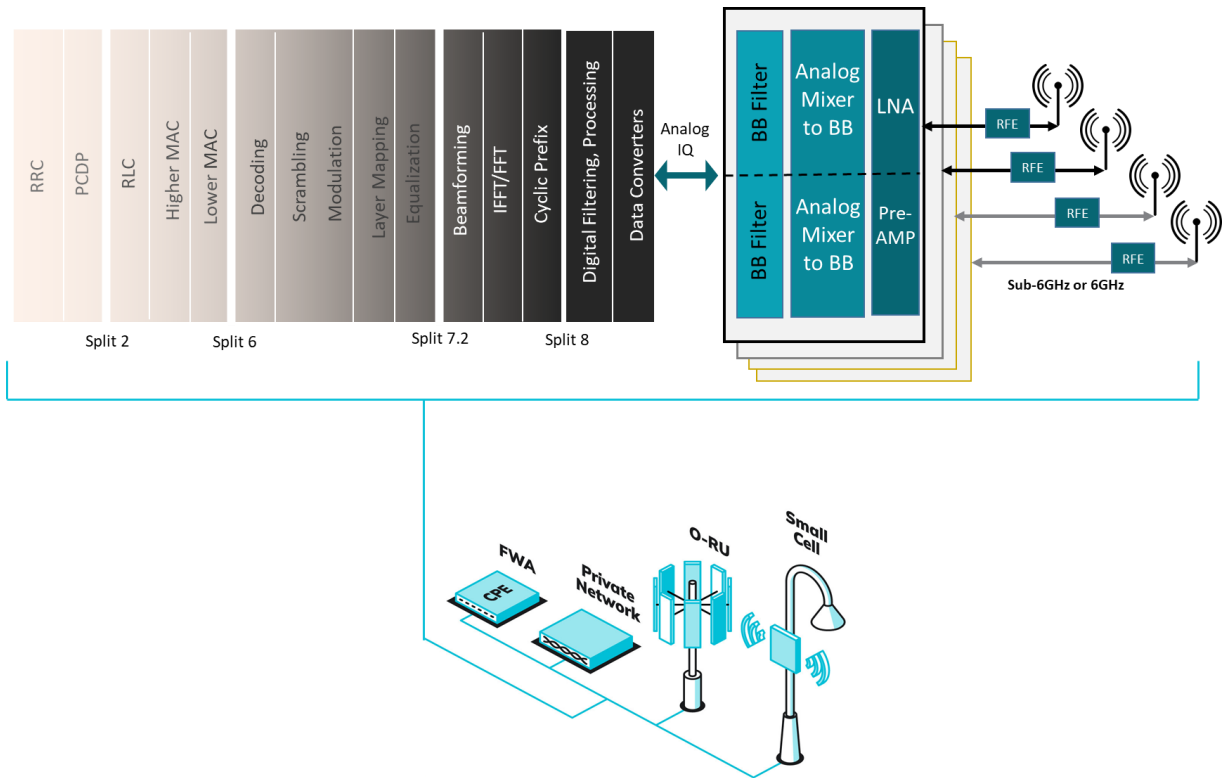 RRC
PCDP
RLC
Higher MAC
Lower MAC
Decoding
Scrambling
Modulation
Layer Mapping
Equalization
Beamforming
IFFT/FFT
Cyclic Prefix
Digital Filtering, Processing
Data Converters
Split 2
Split 6
Split 7.2
Split 8
Analog
IQ
BB Filter
Analog
Mixer
to BB
LNA
BB Filter
Analog
Mixer
to BB
Pre-
AMP
RFE
RFE
RFE
RFE
Sub-6GHz or 6GHz
FWA
CPE
Private
Network
O-RU
Small
Cell